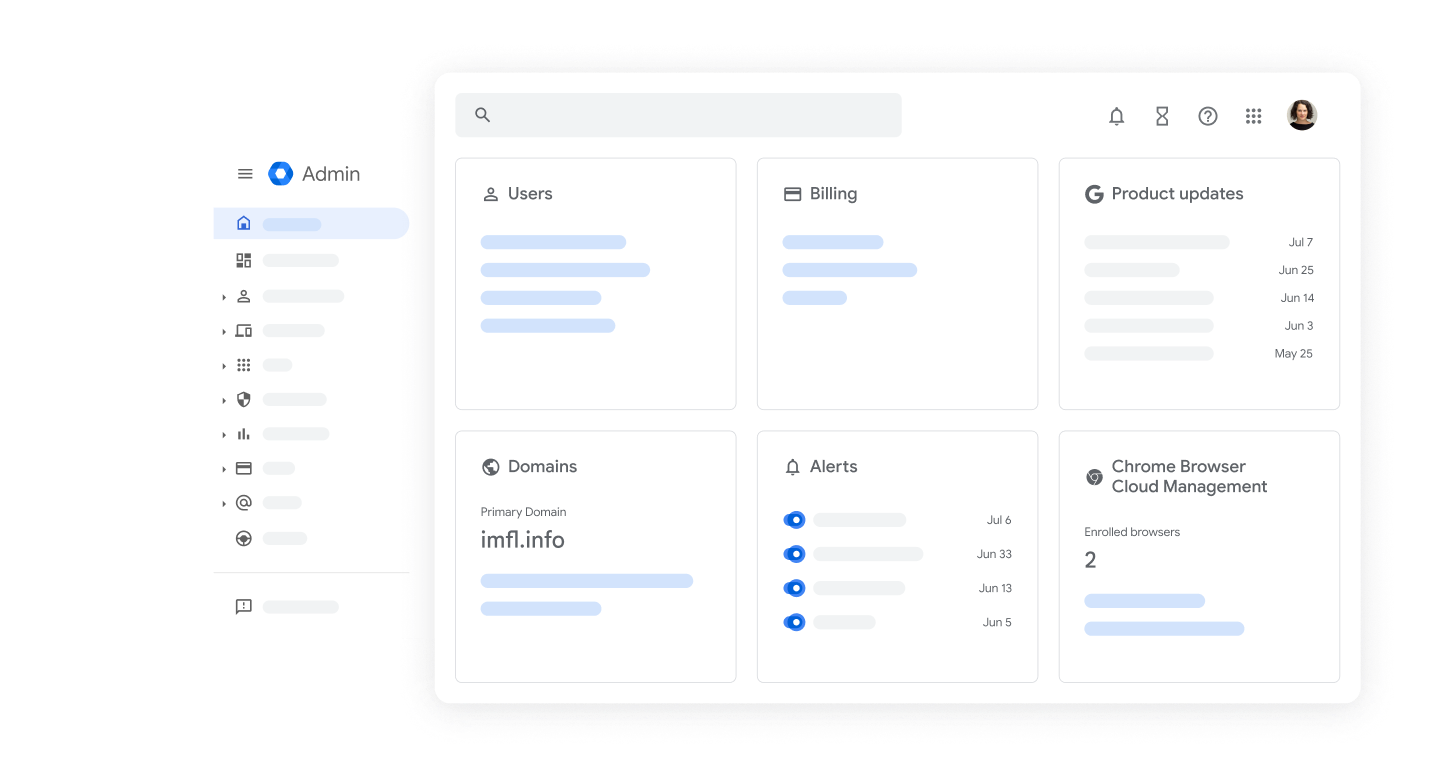 Admin
Users
Billing
Product updates
Jul 7
Jun 25
Jun 14
Jun 3
May 25
Domains
Primary Domain
imfl.info
Alerts
Jul 6
Jun 33
Jun 13
Jun 5
Chrome Browser
Cloud Management
Enrolled browsers
2